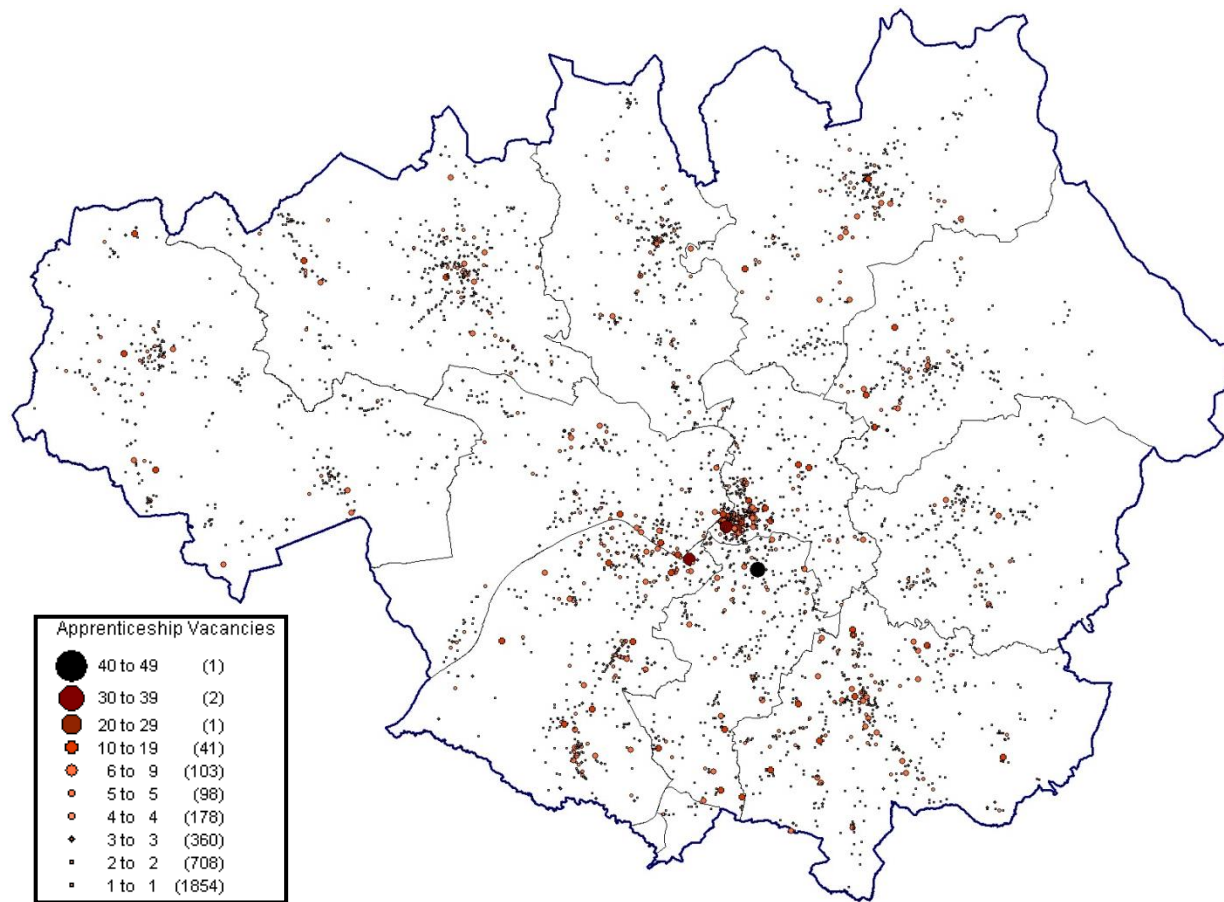 Apprenticeship Vacancies
40 to 49 (1)
30 to 39 (2)
20 to 29 (1)
10 to 19 (41)
6 to 9 (103)
5 to 5 (98)
4 to 4 (178)
3 to 3 (360)
2 to 2 (708)
1 to 1 (1854)